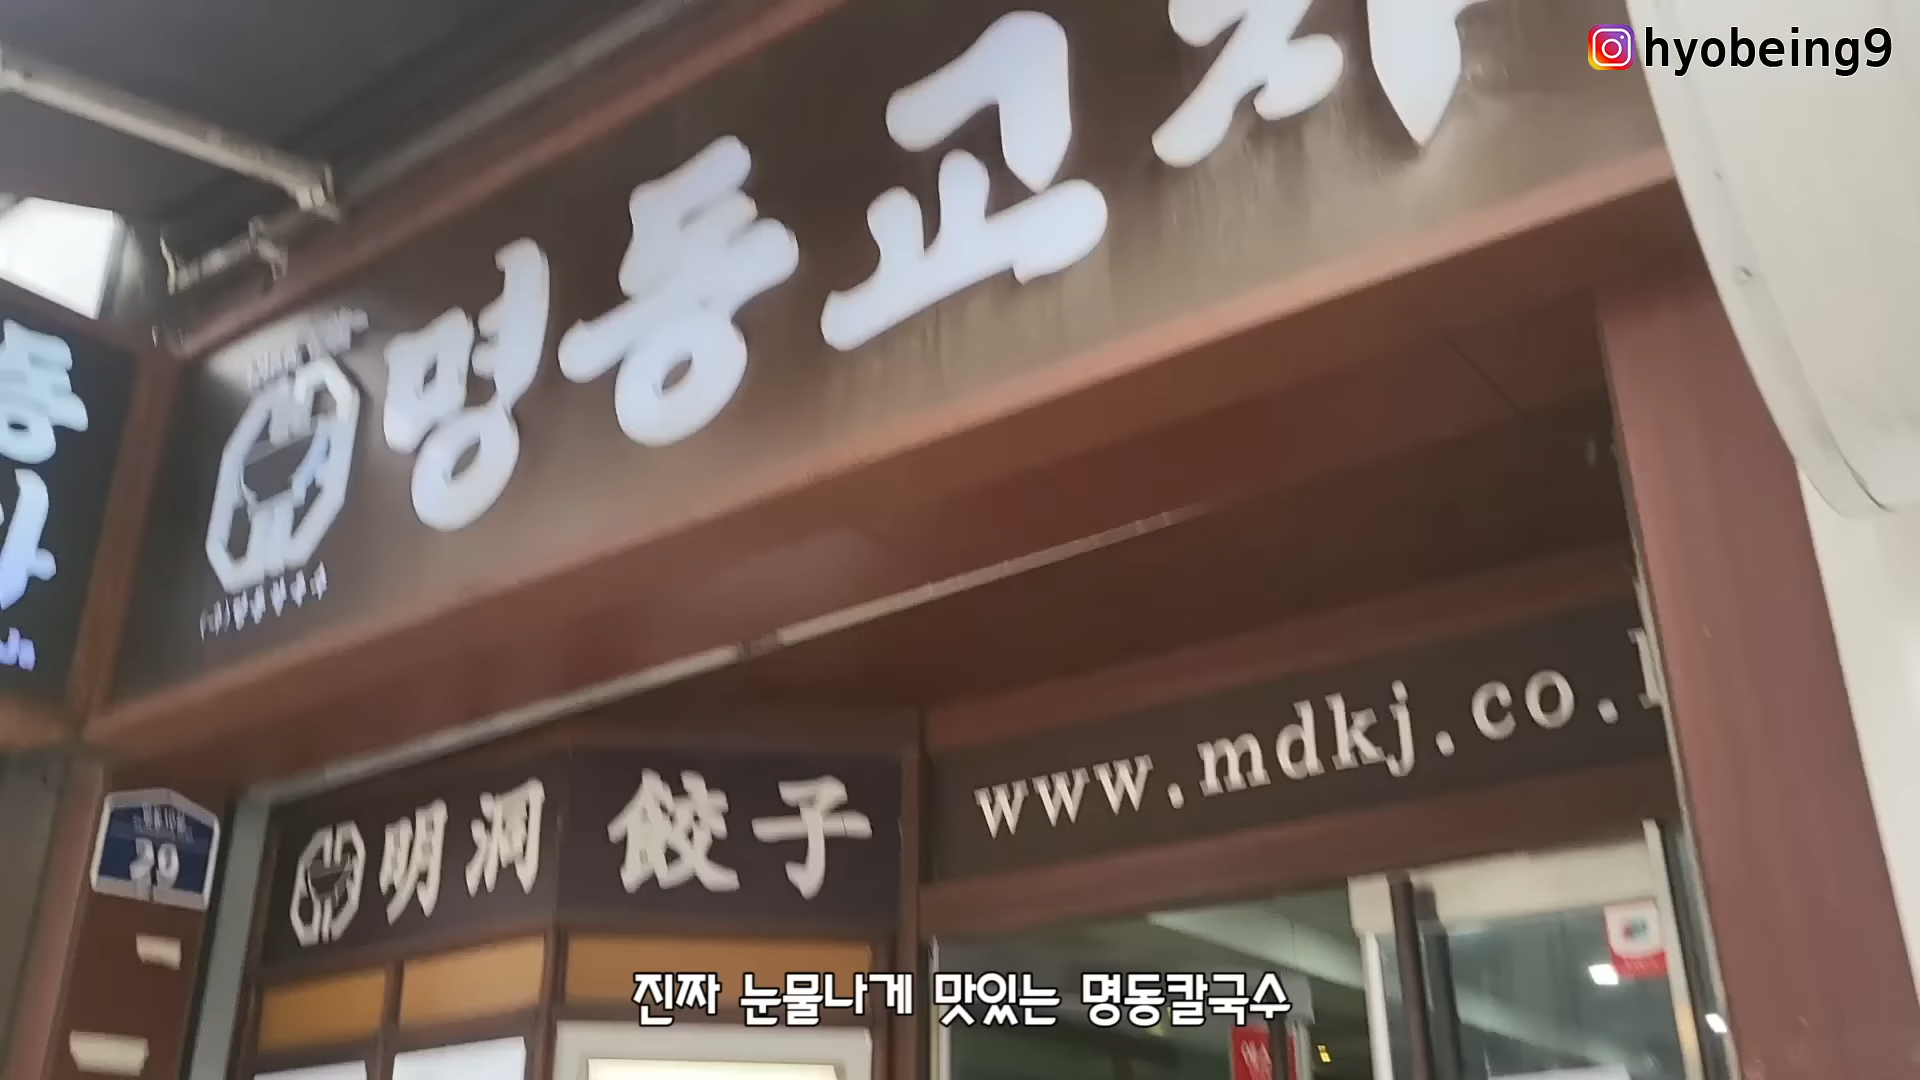 hyobeing9
명동교자
明洞 餃子
www.mdkj.co.
29
진짜 눈물나게 맛있는 명동칼국수